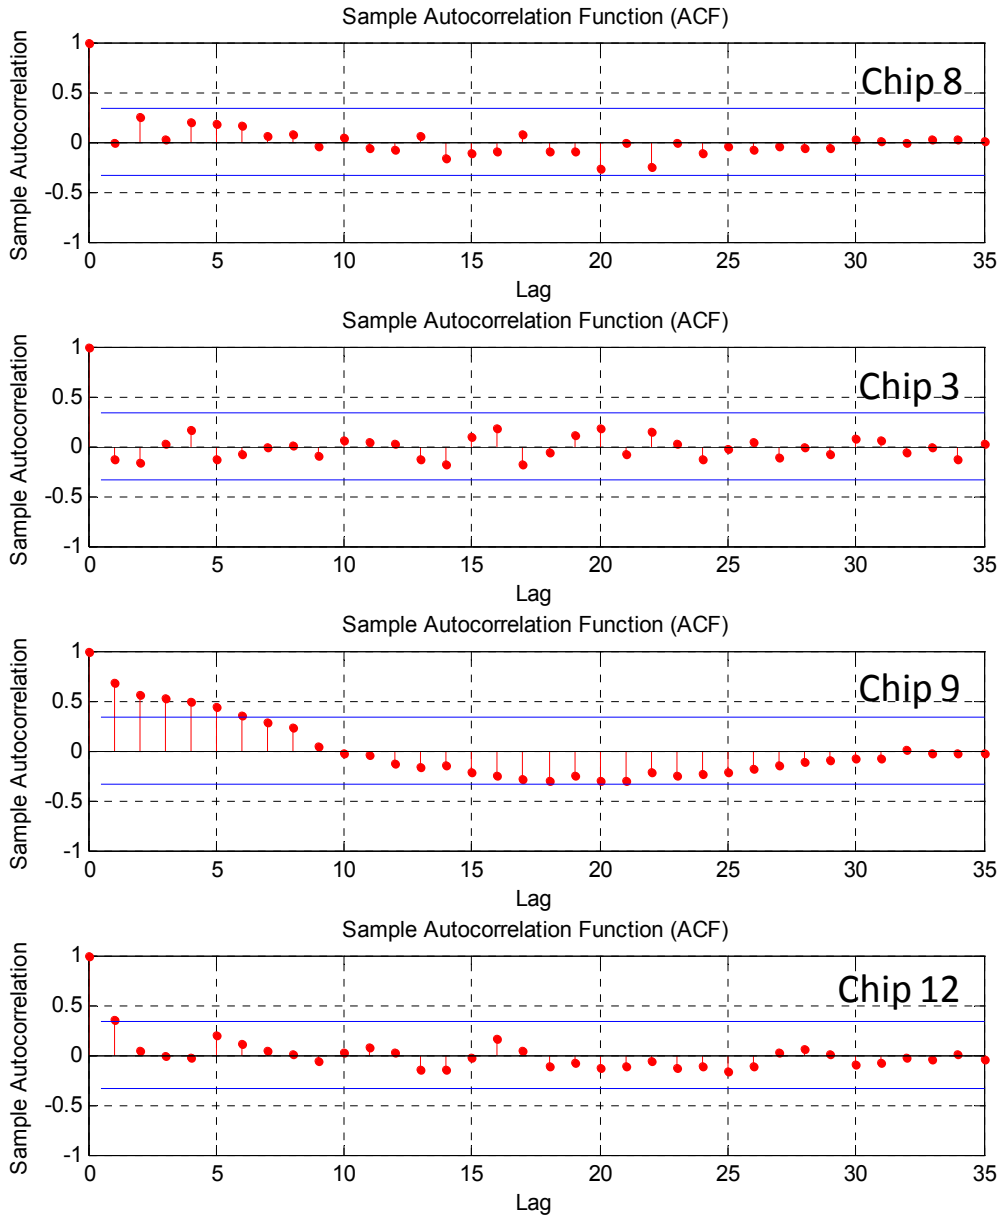 Sample Autocorrelation Function (ACF)
Sample Autocorrelation
1
0.5
0
-0.5
-1
Chip 8
0 5 10 15 20 25 30 35
Lag
Sample Autocorrelation Function (ACF)
Sample Autocorrelation
1
0.5
0
-0.5
-1
Chip 3
0 5 10 15 20 25 30 35
Lag
Sample Autocorrelation Function (ACF)
Sample Autocorrelation
1
0.5
0
-0.5
-1
Chip 9
0 5 10 15 20 25 30 35
Lag
Sample Autocorrelation Function (ACF)
Sample Autocorrelation
1
0.5
0
-0.5
-1
Chip 12
0 5 10 15 20 25 30 35
Lag